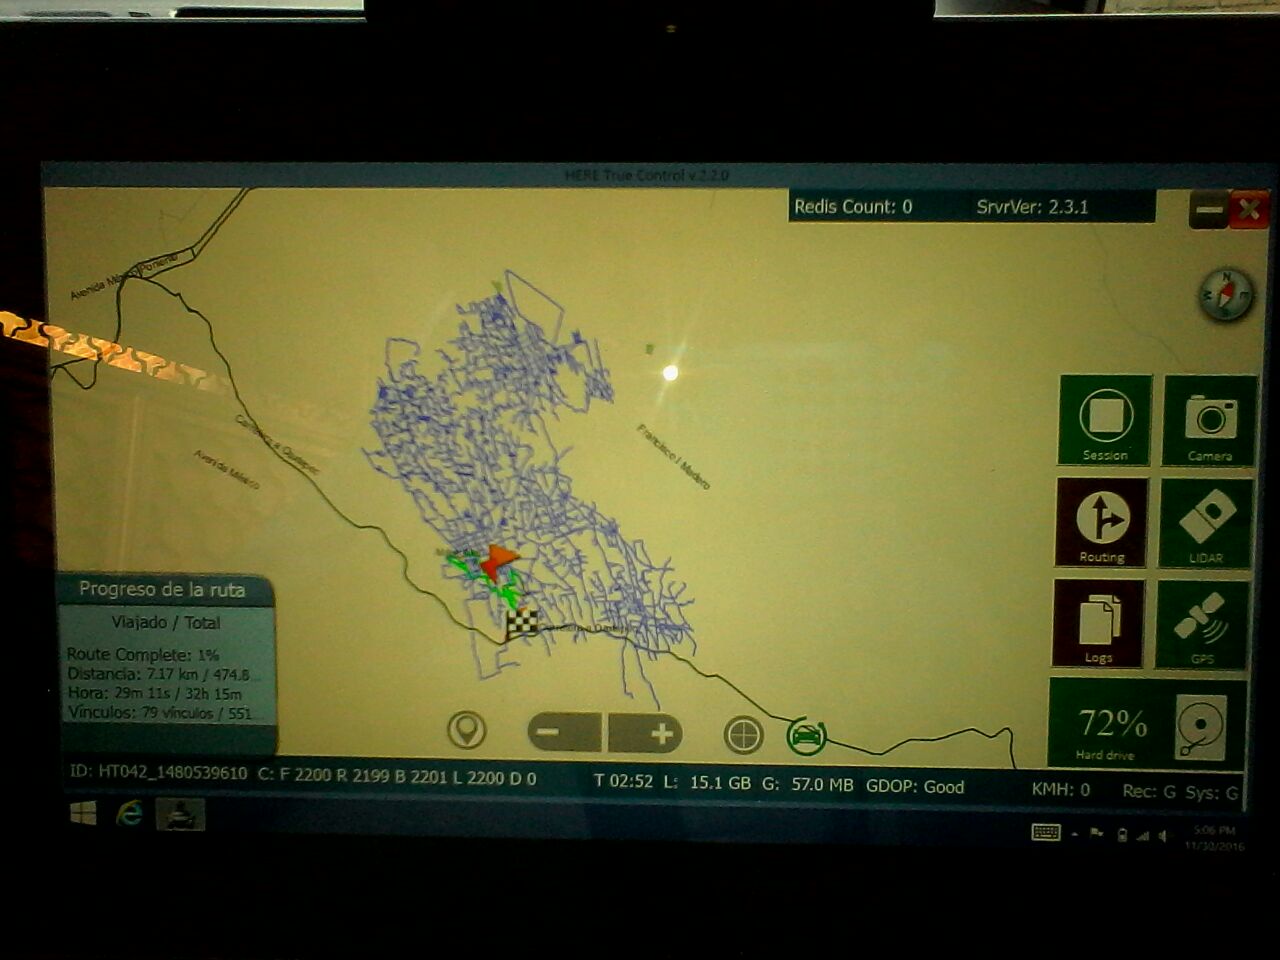 HERE True Control v.2.2.0
Redis Count: 0 SrvrVer: 2.3.1
N
E
S
Avenida México Poniente
Carretera a Oaxtepec
Avenida México
Francisco I Madero
Session
Camera
Routing
LIDAR
Logs
GPS
72%
Hard drive
Progreso de la ruta
Viajado / Total
Route Complete: 1%
Distancia: 7.17 km / 474.8...
Hora: 29m 11s / 32h 15m
Vínculos: 79 vínculos / 551...
ID: HT042_1480539610 C: F 2200 R 2199 B 2201 L 2200 D 0 T 02:52 L: 15.1 GB G: 57.0 MB GDOP: Good KMH: 0 Rec: G Sys: G
5:06 PM
11/30/2016